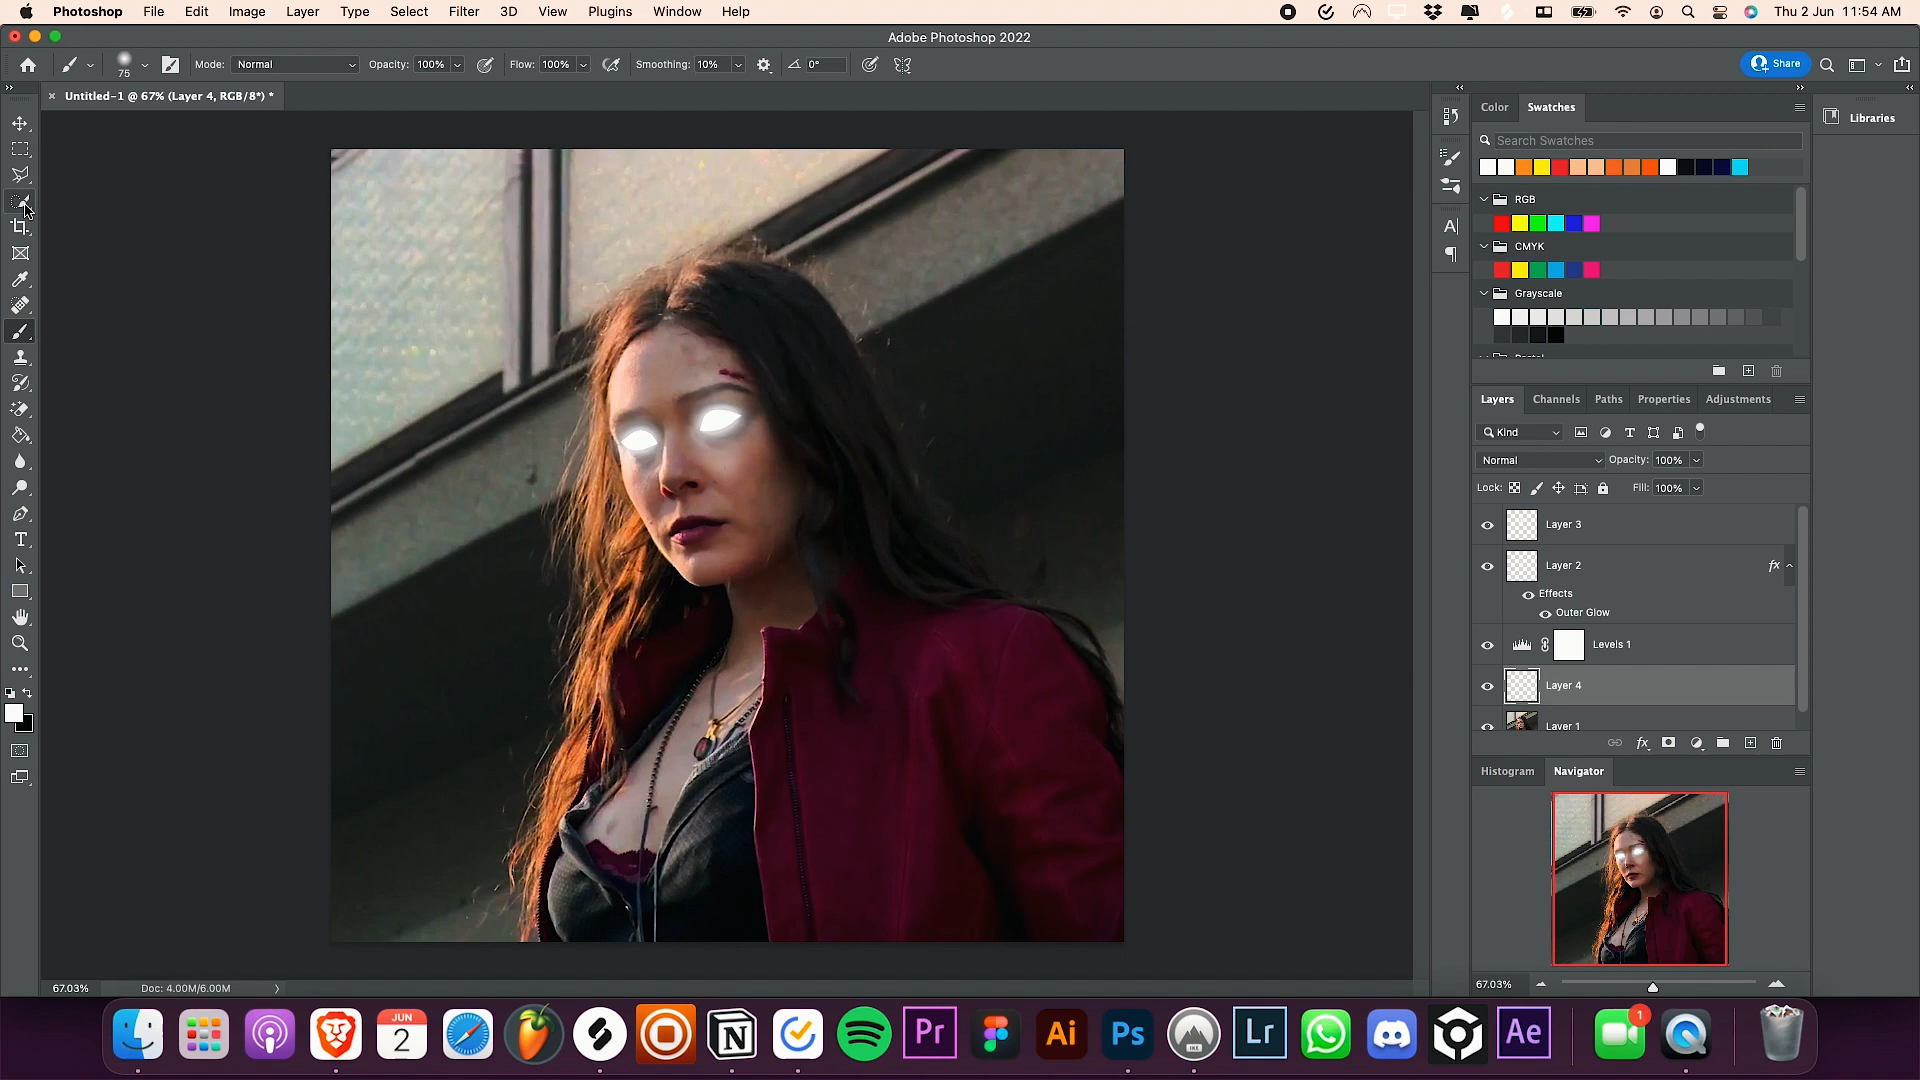 Photoshop File Edit Image Layer Type Select Filter 3D View Plugins Window Help Thu 2 Jun 11:54 AM
Adobe Photoshop 2022
75 Mode: Normal Opacity: 100% Flow: 100% Smoothing: 10% 0° Share
Untitled-1 @ 67% (Layer 4, RGB/8*) *
Color Swatches
Libraries
Search Swatches
RGB
CMYK
Grayscale
Layers Channels Paths Properties Adjustments
Kind
Normal Opacity: 100%
Lock: Fill: 100%
Layer 3
Layer 2 fx
Effects
Outer Glow
Levels 1
Layer 4
Layer 1
fx
Histogram Navigator
67.03%
67.03% Doc: 4.00M/6.00M
JUN
2
N
Pr
Ai
Ps
INK
Lr
Ae
1